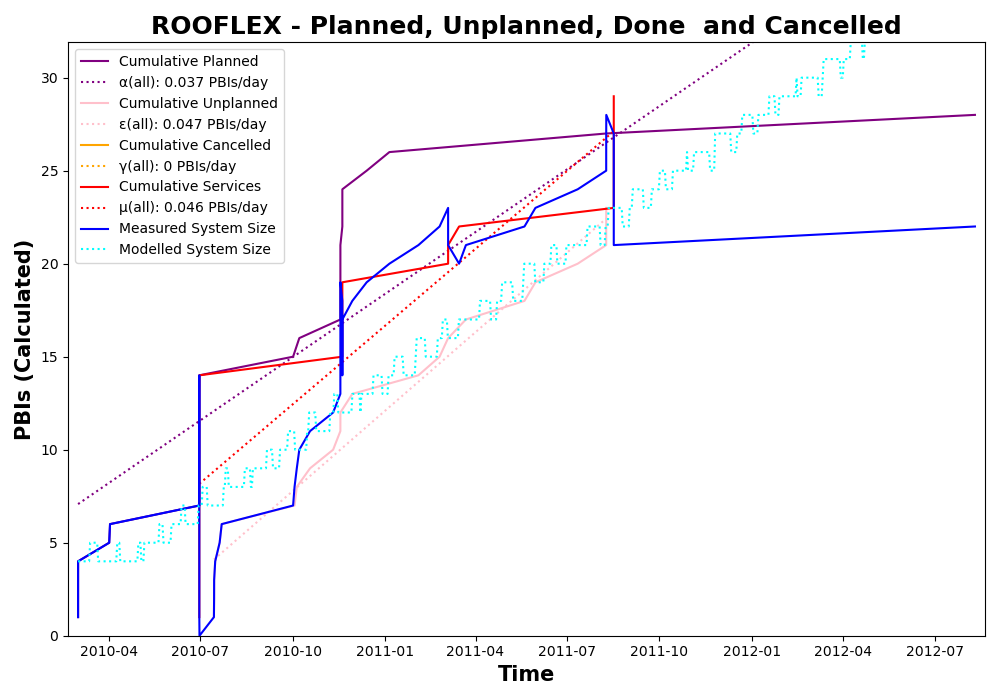 ROOFLEX - Planned, Unplanned, Done  and Cancelled
Cumulative Planned
α(all): 0.037 PBIs/day
Cumulative Unplanned
ε(all): 0.047 PBIs/day
Cumulative Cancelled
γ(all): 0 PBIs/day
Cumulative Services
μ(all): 0.046 PBIs/day
Measured System Size
Modelled System Size
PBIs (Calculated)
30
25
20
15
10
5
0
2010-04 2010-07 2010-10 2011-01 2011-04 2011-07 2011-10 2012-01 2012-04 2012-07
Time